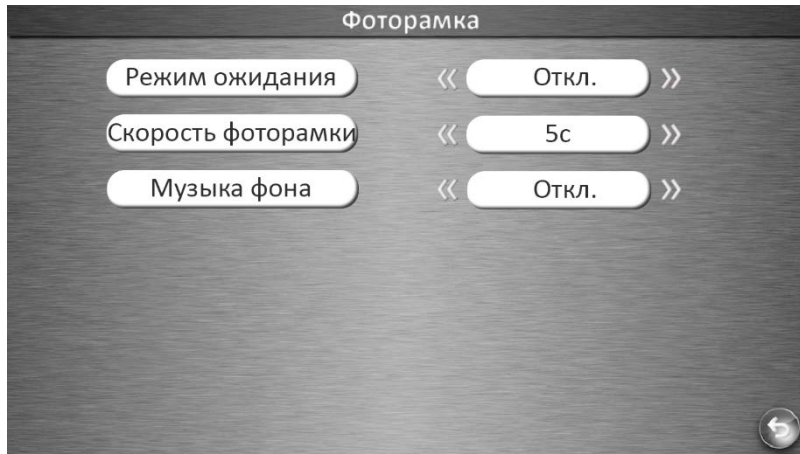 Фоторамка
Режим ожидания « Откл. »
Скорость фоторамки « 5с »
Музыка фона « Откл. »